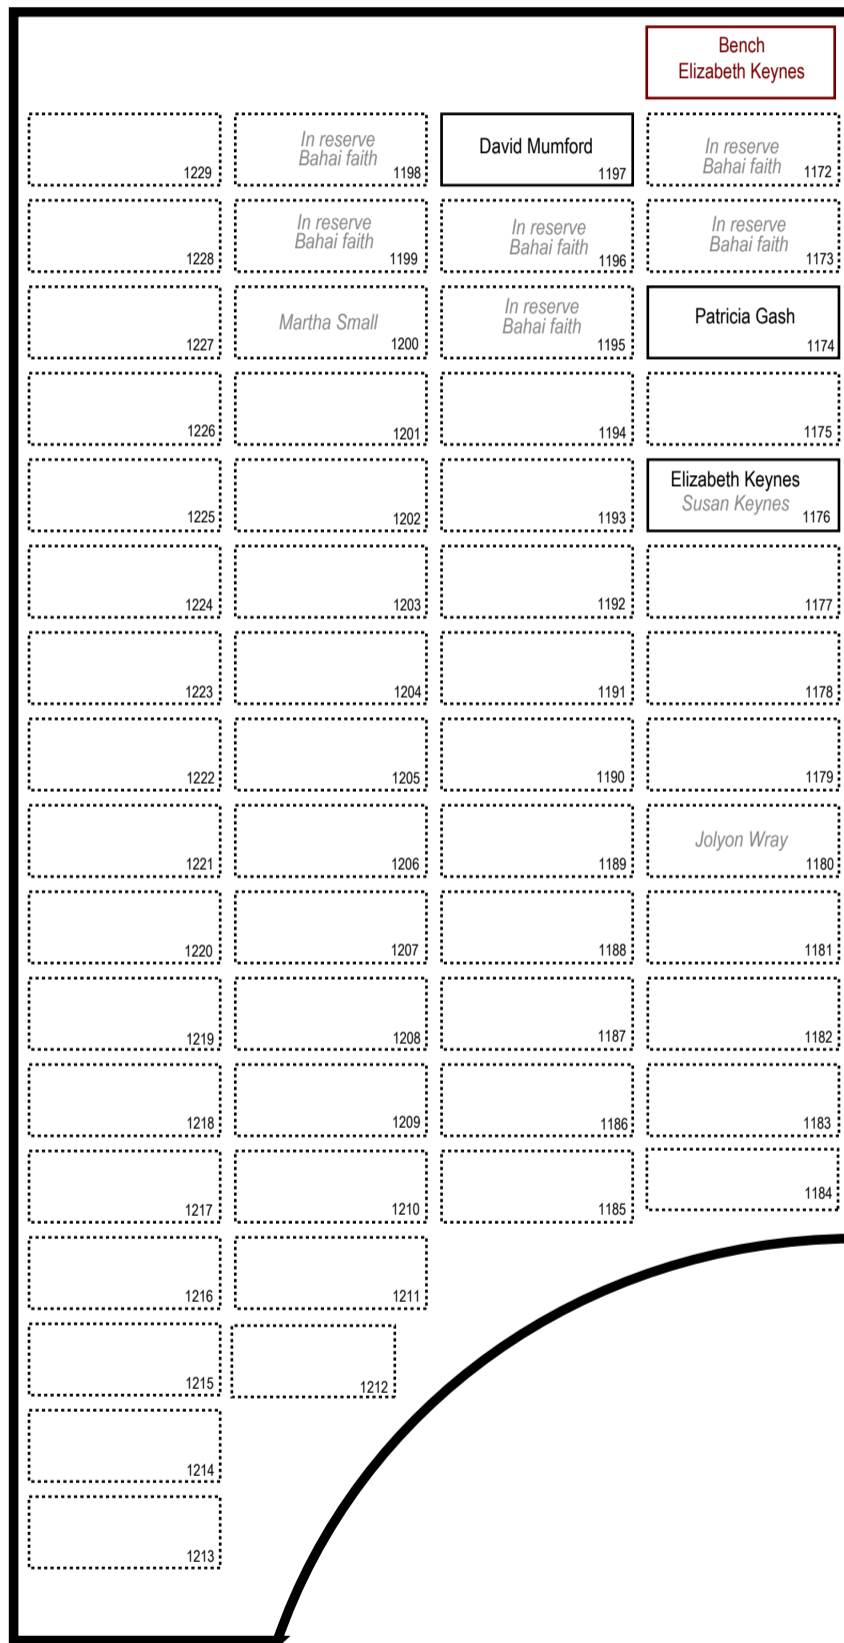 Bench
Elizabeth Keynes
1229
In reserve
Bahai faith
1198
David Mumford
1197
In reserve
Bahai faith
1172
1228
In reserve
Bahai faith
1199
In reserve
Bahai faith
1196
In reserve
Bahai faith
1173
1227
Martha Small
1200
In reserve
Bahai faith
1195
Patricia Gash
1174
1226
1201
1194
1175
1225
1202
1193
Elizabeth Keynes
Susan Keynes
1176
1224
1203
1192
1177
1223
1204
1191
1178
1222
1205
1190
1179
1221
1206
1189
Jolyon Wray
1180
1220
1207
1188
1181
1219
1208
1187
1182
1218
1209
1186
1183
1217
1210
1185
1184
1216
1211
1215
1212
1214
1213